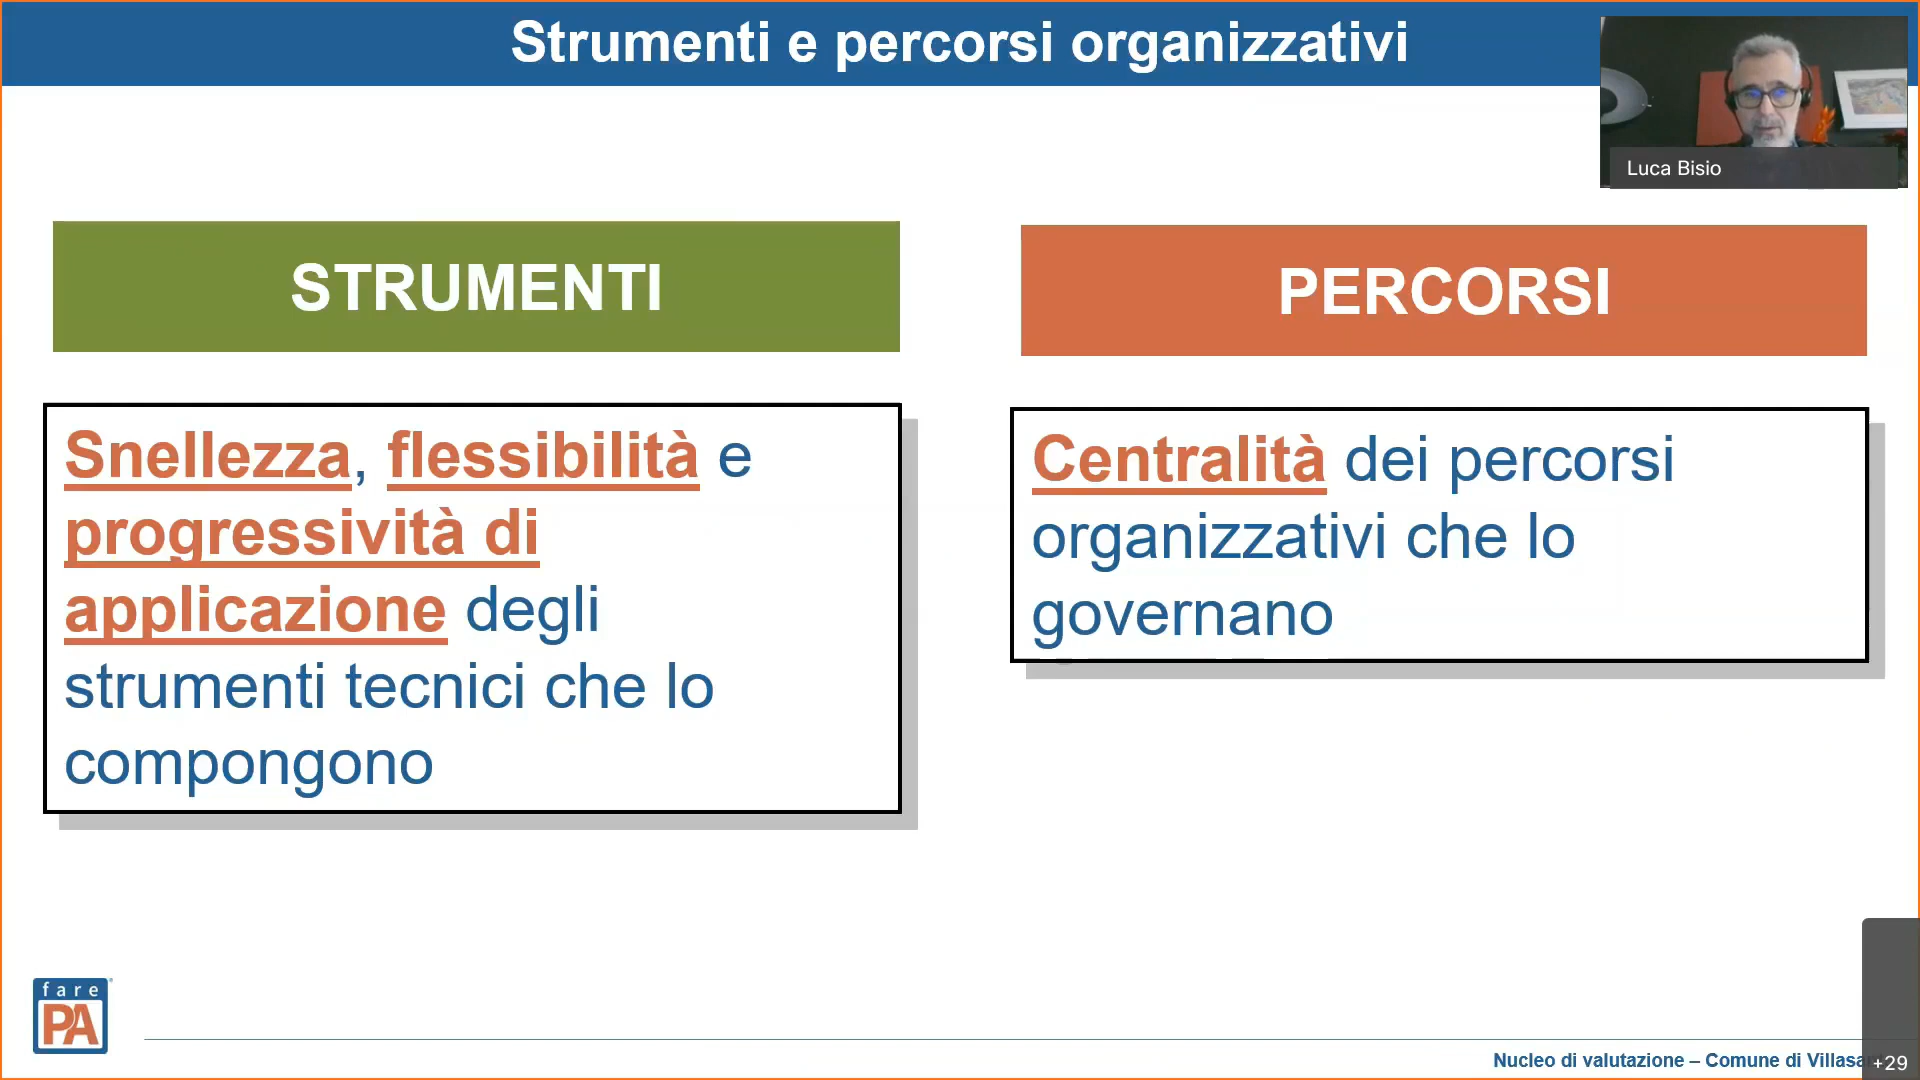 Strumenti e percorsi organizzativi
Luca Bisio
STRUMENTI
Snellezza, flessibilità e
progressività di
applicazione degli
strumenti tecnici che lo
compongono
PERCORSI
Centralità dei percorsi
organizzativi che lo
governano
fare
PA
Nucleo di valutazione – Comune di
+29